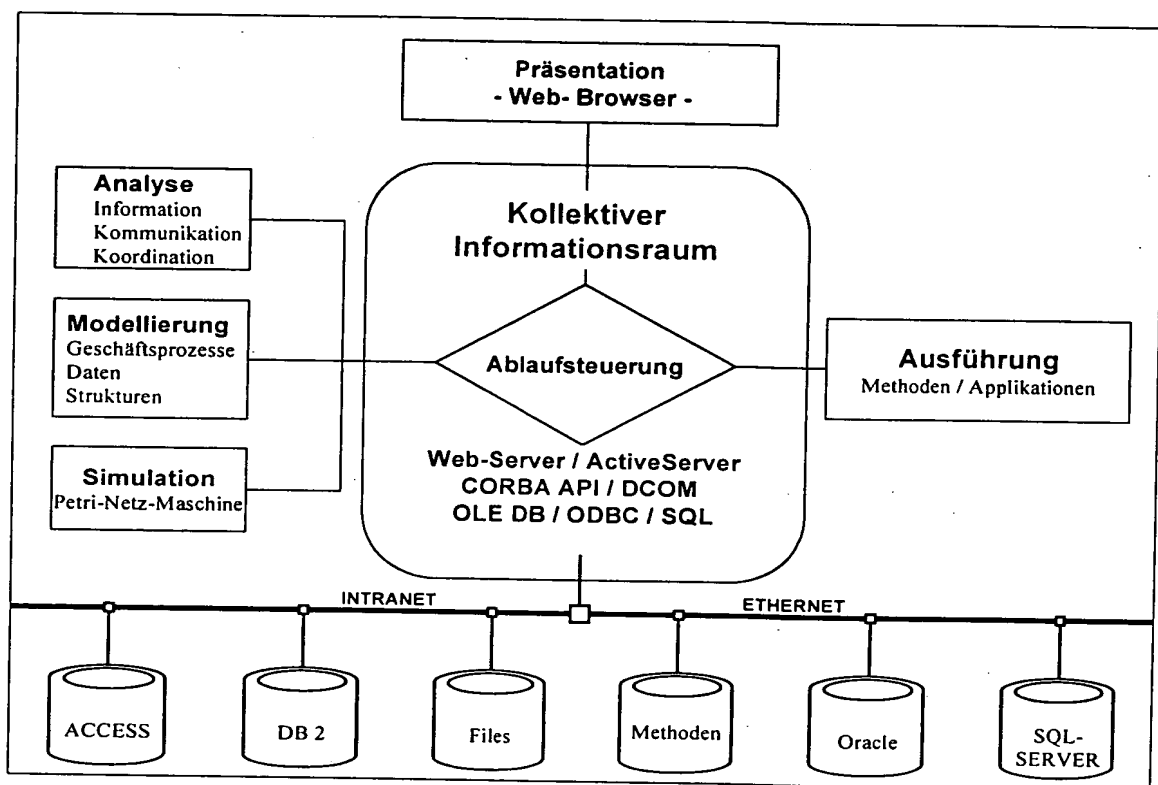 Präsentation
- Web- Browser -
Analyse
Information
Kommunikation
Koordination
Kollektiver
Informationsraum
Modellierung
Geschäftsprozesse
Daten
Strukturen
Ablaufsteuerung
Ausführung
Methoden / Applikationen
Simulation
Petri-Netz-Maschine
Web-Server / ActiveServer
CORBA API / DCOM
OLE DB / ODBC / SQL
INTRANET
ETHERNET
ACCESS
DB 2
Files
Methoden
Oracle
SQL-
SERVER